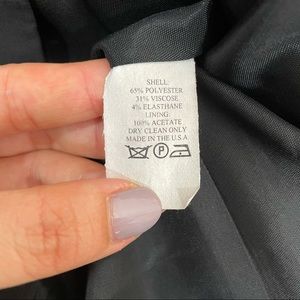 SHELL:
65% POLYESTER
31% VISCOSE
4% ELASTHANE
LINING:
100% ACETATE
DRY CLEAN ONLY
MADE IN THE U.S.A
P